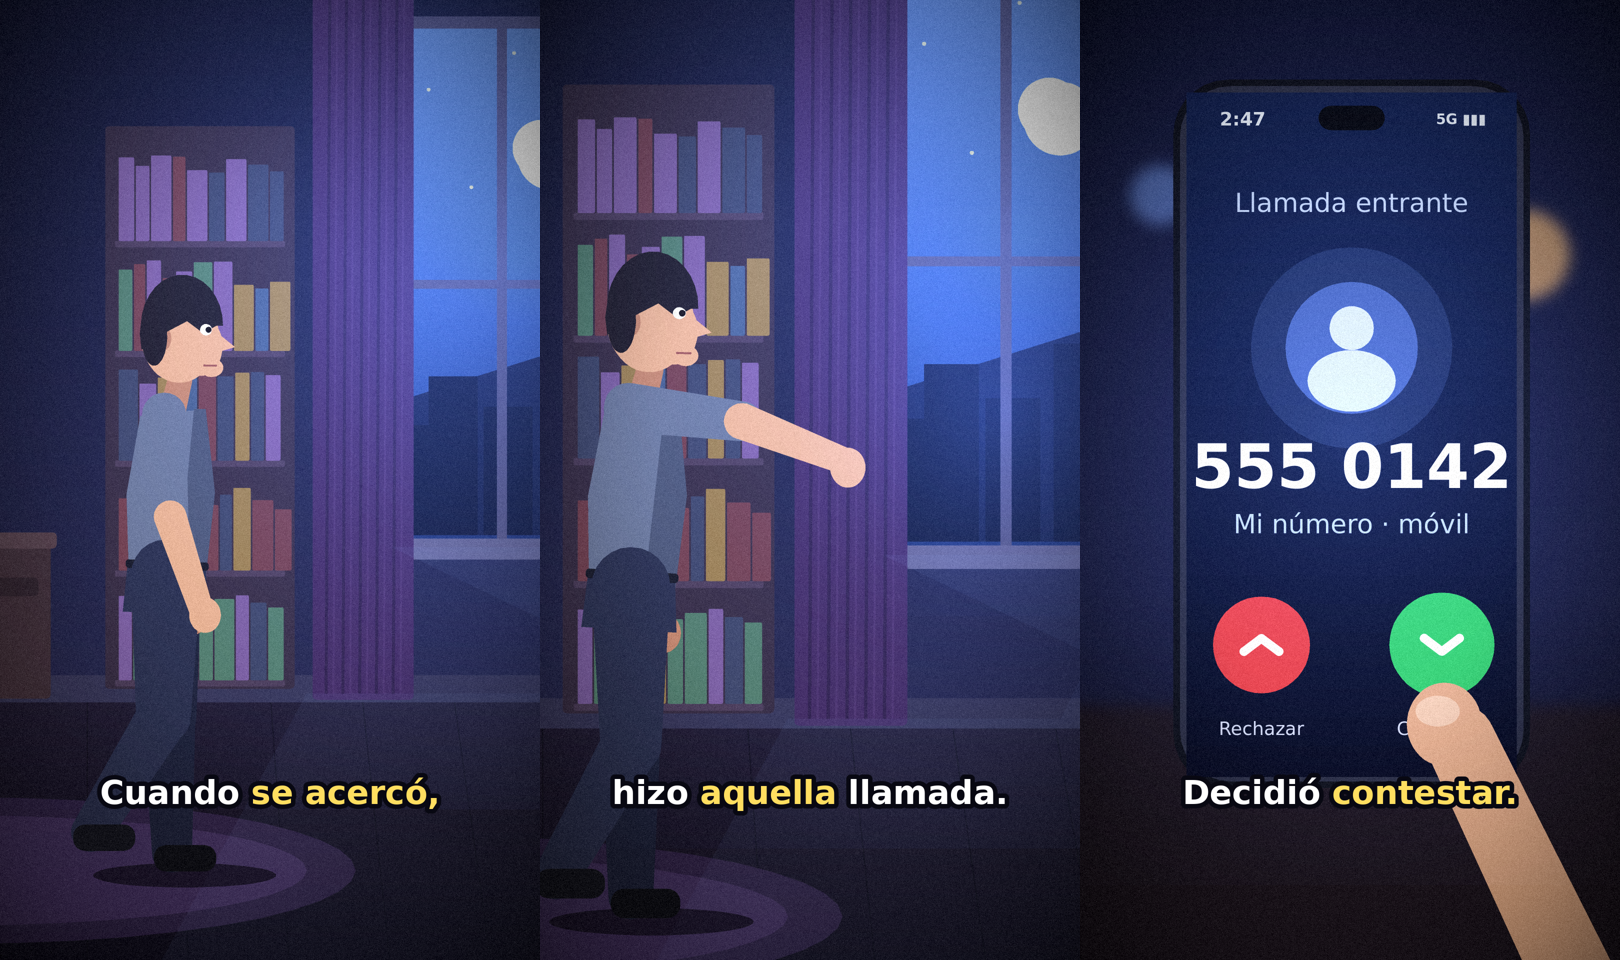 Cuando se acercó,
hizo aquella llamada.
2:47
5G
Llamada entrante
555 0142
Mi número · móvil
Rechazar
Decidió contestar.